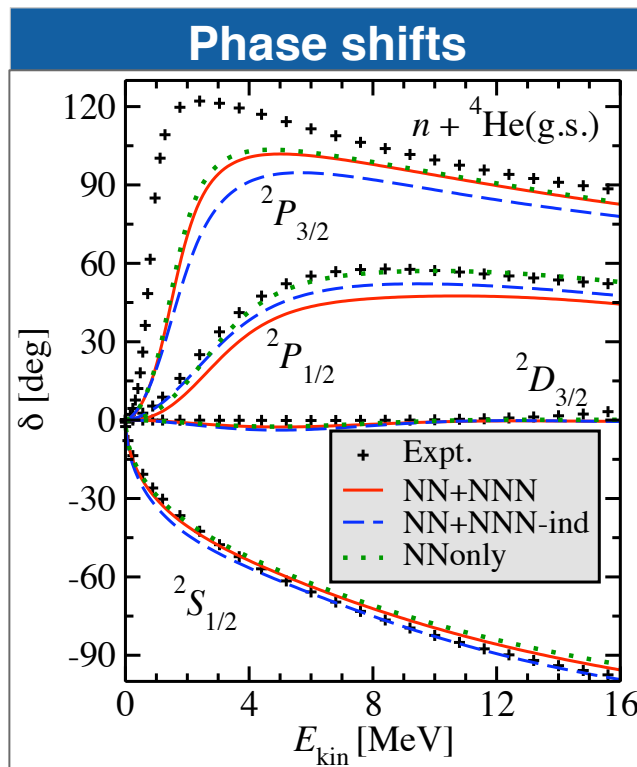 Phase shifts
n + ⁴He(g.s.)
120
90
60
30
0
-30
-60
-90
δ [deg]
²P₃/₂
²P₁/₂
²D₃/₂
²S₁/₂
Expt.
NN+NNN
NN+NNN-ind
NNonly
0 4 8 12 16
E_kin [MeV]